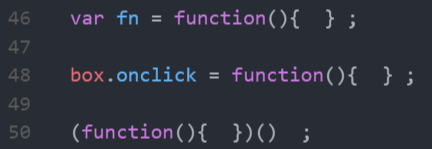 46 var fn = function(){  } ;
47
48 box.onclick = function(){  } ;
49
50 (function(){  })()  ;